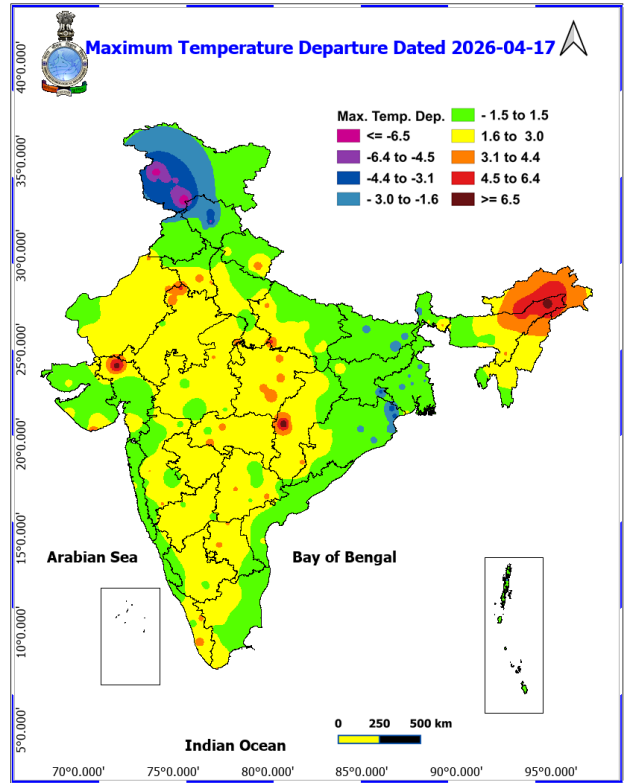 Maximum Temperature Departure Dated 2026-04-17
Max. Temp. Dep.
<= -6.5
-6.4 to -4.5
-4.4 to -3.1
- 3.0 to -1.6
- 1.5 to 1.5
1.6 to 3.0
3.1 to 4.4
4.5 to 6.4
>= 6.5
40°0.000'
35°0.000'
30°0.000'
25°0.000'
20°0.000'
15°0.000'
10°0.000'
5°0.000'
Arabian Sea
Bay of Bengal
Indian Ocean
0 250 500 km
70°0.000' 75°0.000' 80°0.000' 85°0.000' 90°0.000' 95°0.000'